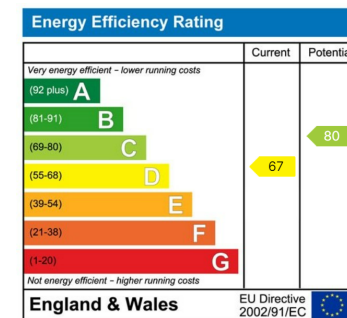 Energy Efficiency Rating
Current Potentia
Very energy efficient – lower running costs
(92 plus) A
(81-91) B
(69-80) C
80
(55-68) D
67
(39-54) E
(21-38) F
(1-20) G
Not energy efficient – higher running costs
England & Wales
EU Directive
2002/91/EC